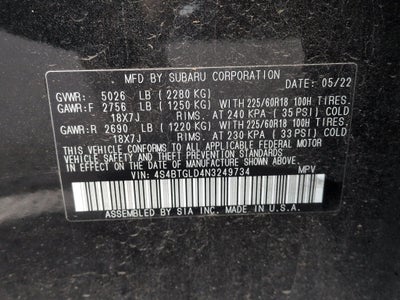 MFD BY SUBARU CORPORATION DATE: 05/22
GVWR: 5026 LB (2280 KG)
GAWR:F 2756 LB (1250 KG) WITH 225/60R18 100H TIRES.
18X7J RIMS. AT 240 KPA (35 PSI) COLD
GAWR:R 2690 LB (1220 KG) WITH 225/60R18 100H TIRES.
18X7J RIMS. AT 230 KPA (33 PSI) COLD
THIS VEHICLE CONFORMS TO ALL APPLICABLE FEDERAL
MOTOR VEHICLE SAFETY STANDARDS IN EFFECT ON THE
DATE OF MANUFACTURE SHOWN ABOVE.
VIN: 4S4BTGLD4N3249734 MPV
ASSEMBLED BY SIA INC. MADE IN U.S.A.